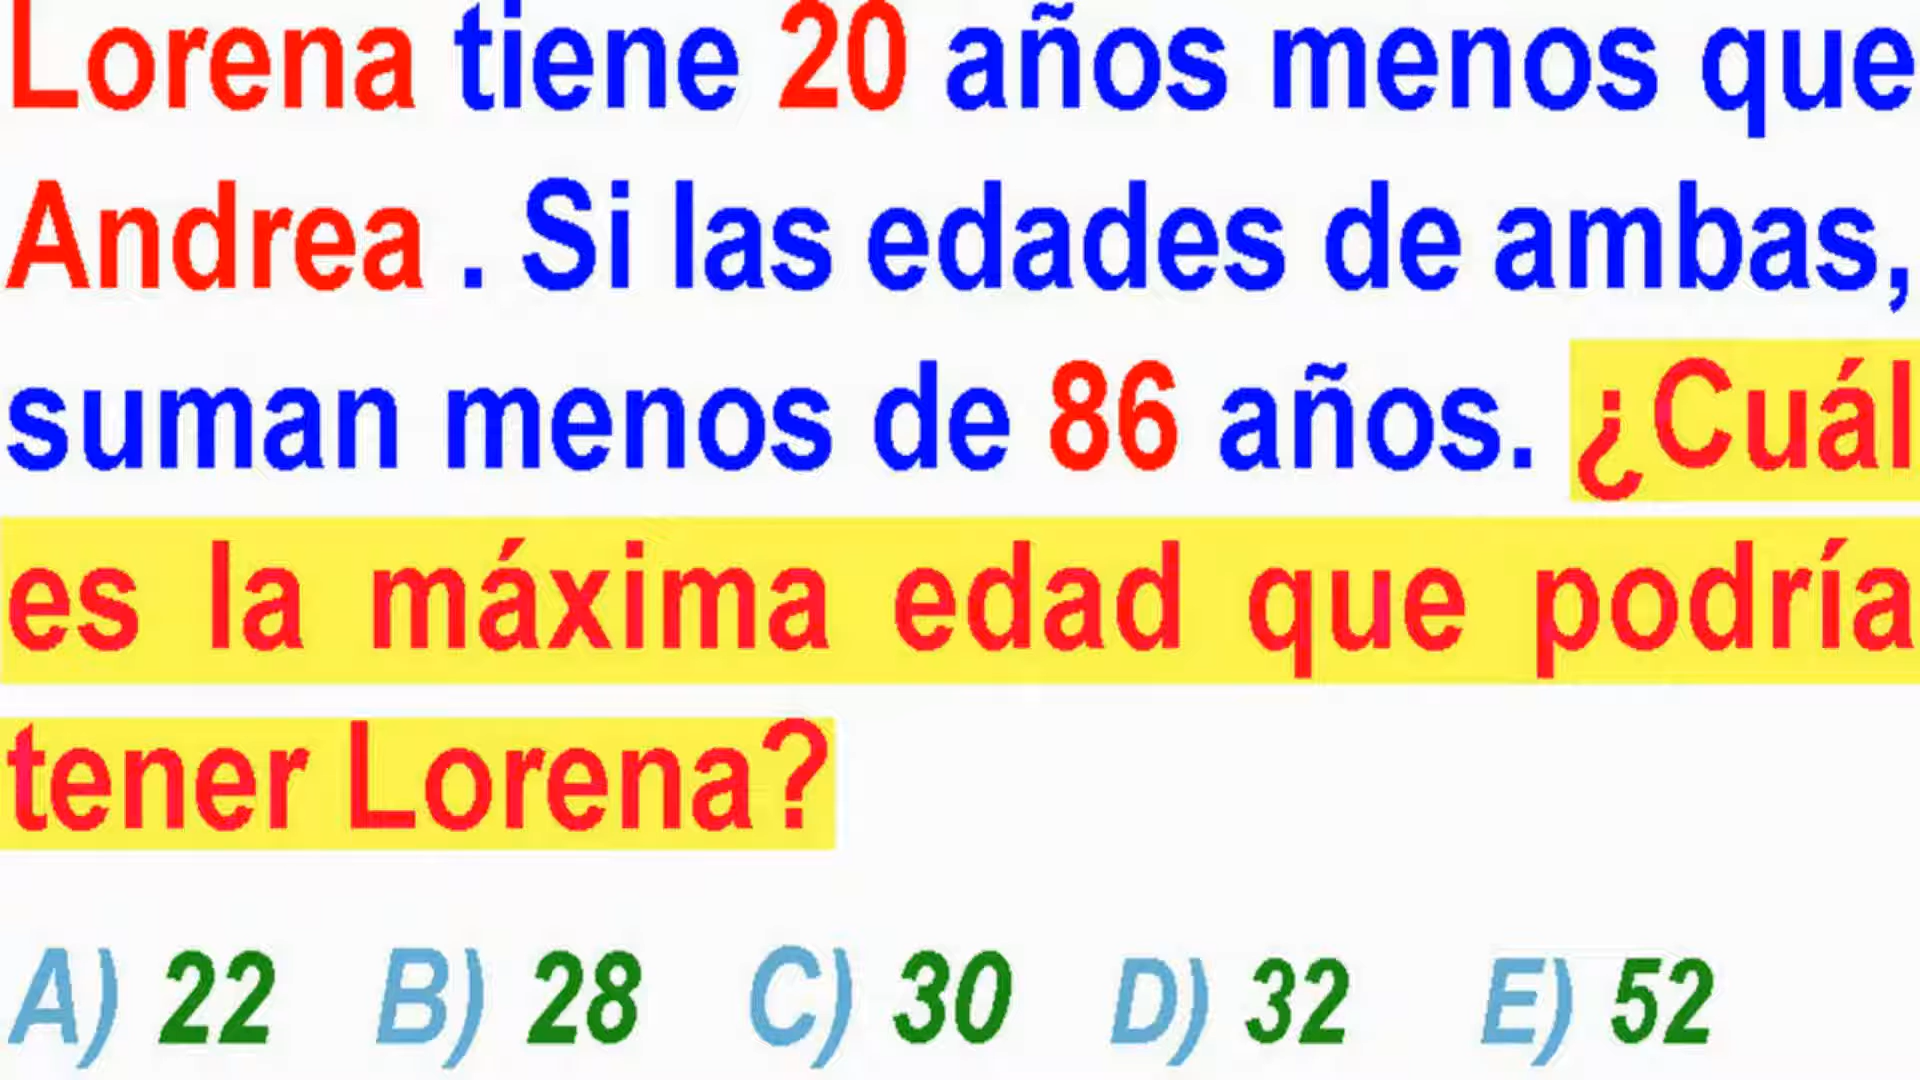 Lorena tiene 20 años menos que
Andrea . Si las edades de ambas,
suman menos de 86 años. ¿Cuál
es la máxima edad que podría
tener Lorena?
A) 22 B) 28 C) 30 D) 32 E) 52